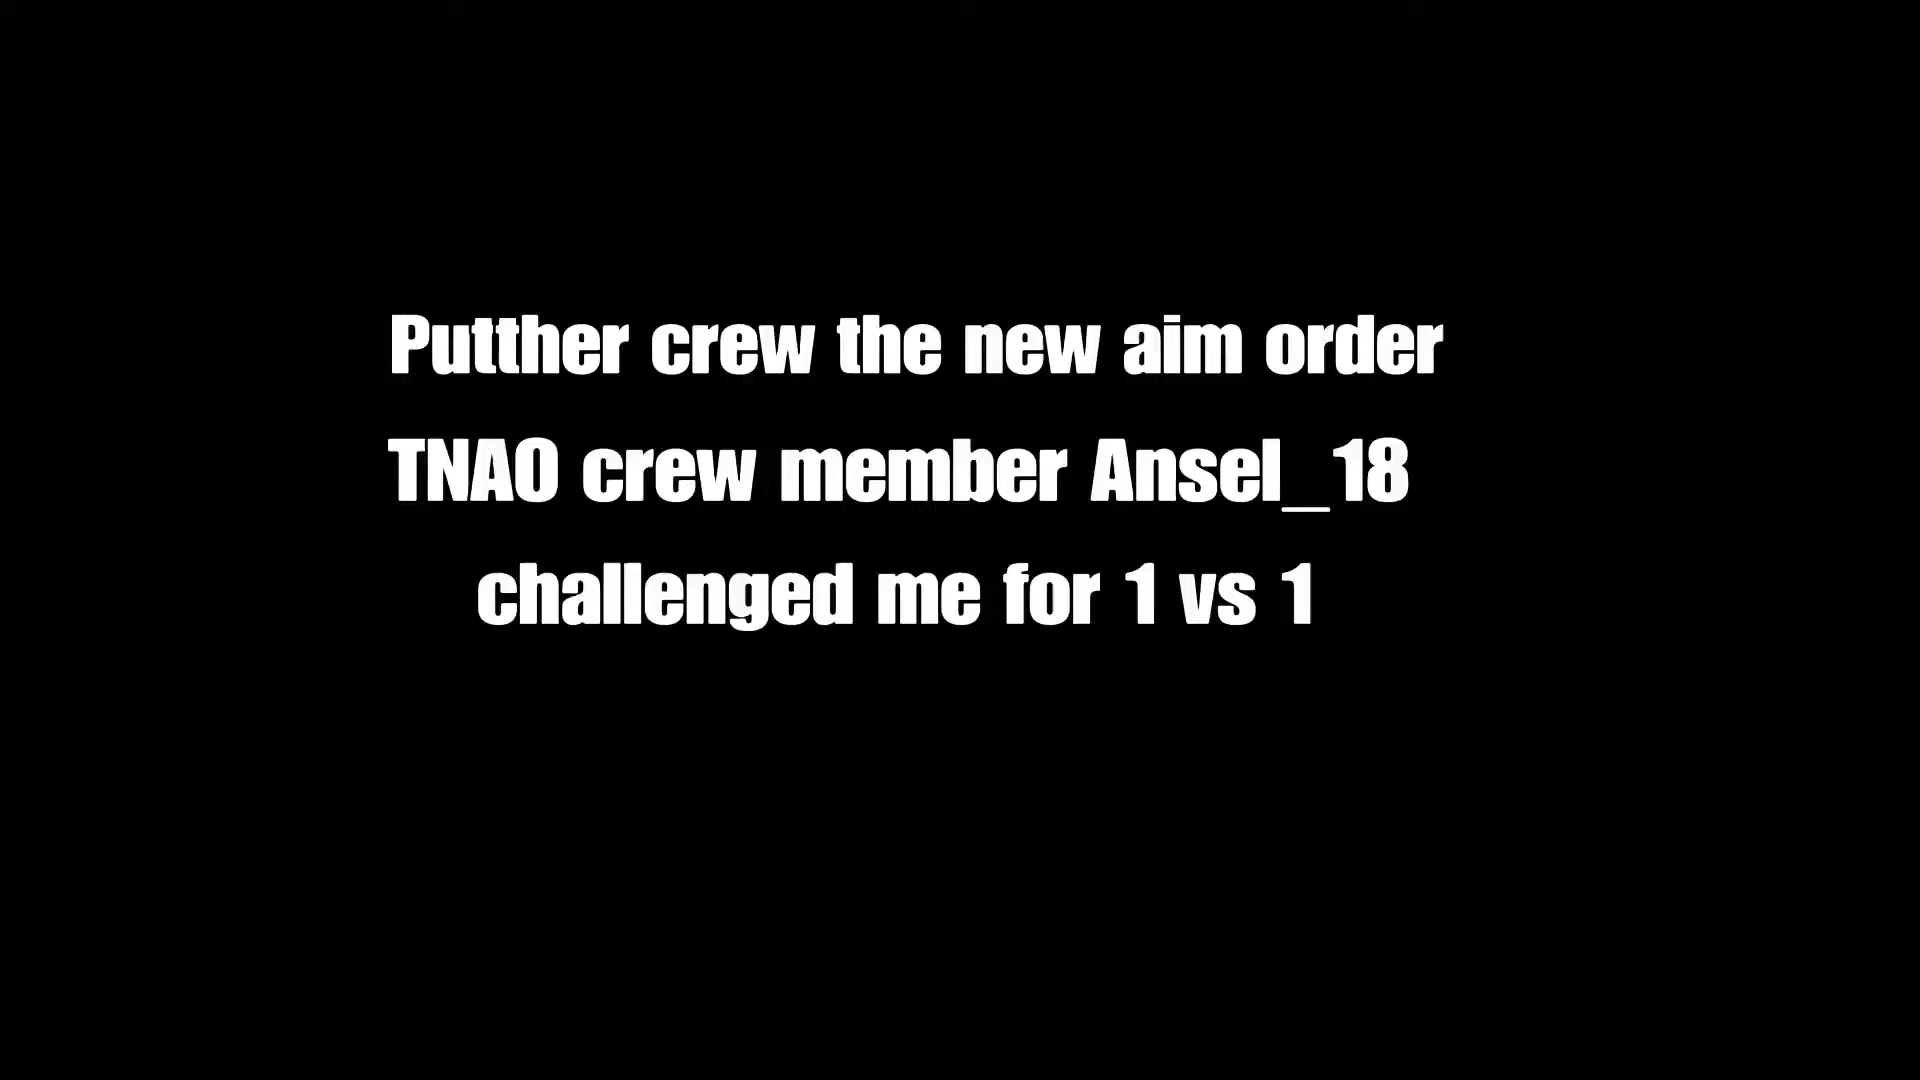 Putther crew the new aim order
TNAO crew member Ansel_18
challenged me for 1 vs 1